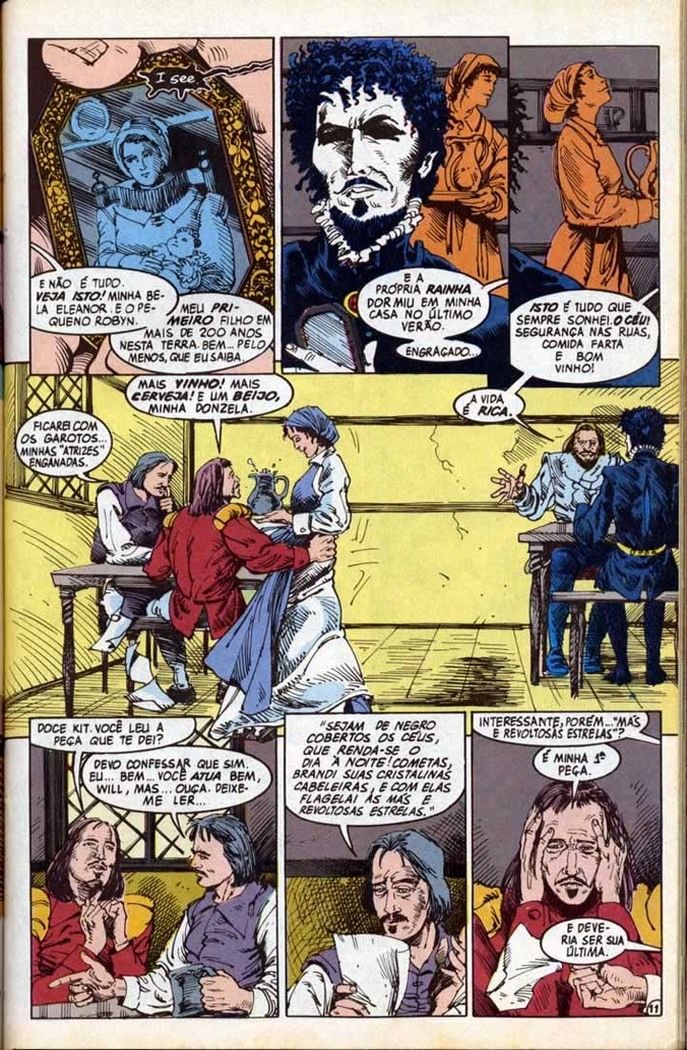 I see
E NÃO É TUDO.
VEJA ISTO! MINHA BE-
LA ELEANOR. E O PE-
QUENO ROBYN.
MEU PRI-
MEIRO FILHO EM
MAIS DE 20 ANOS
NESTA TERRA. BEM... PELO
MENOS, QUE EU SAIBA.
E A
PRÓPRIA RAINHA
DORMIU EM MINHA
CASA NO ÚLTIMO
VERÃO.
ENGRAÇADO...
ISTO É TUDO QUE
SEMPRE SONHEI. O CÉU!
SEGURANÇA NAS RUAS,
COMIDA FARTA
E BOM
VINHO!
FICAREI COM
OS GAROTOS...
MINHAS "ATRIZES"
ENGANADAS.
MAIS VINHO! MAIS
CERVEJA! E UM BEIJO,
MINHA DONZELA.
A VIDA
É RICA.
DOCE KIT. VOCÊ LEU A
PEÇA QUE TE DEI?
DEVO CONFESSAR QUE SIM.
EU... BEM... VOCÊ ATUA BEM,
WILL, MAS... OUÇA. DEIXE-
ME LER...
"SEJAM DE NEGRO
COBERTOS OS CÉUS,
QUE RENDA-SE O
DIA À NOITE! COMETAS,
BRANDI SUAS CRISTALINAS
CABELEIRAS, E COM ELAS
FLAGELAI AS MÁS E
REVOLTOSAS ESTRELAS."
INTERESSANTE, PORÉM... "MÁS
E REVOLTOSAS ESTRELAS"?
É MINHA 1ª
PEÇA.
E DEVE-
RIA SER SUA
ÚLTIMA.
11